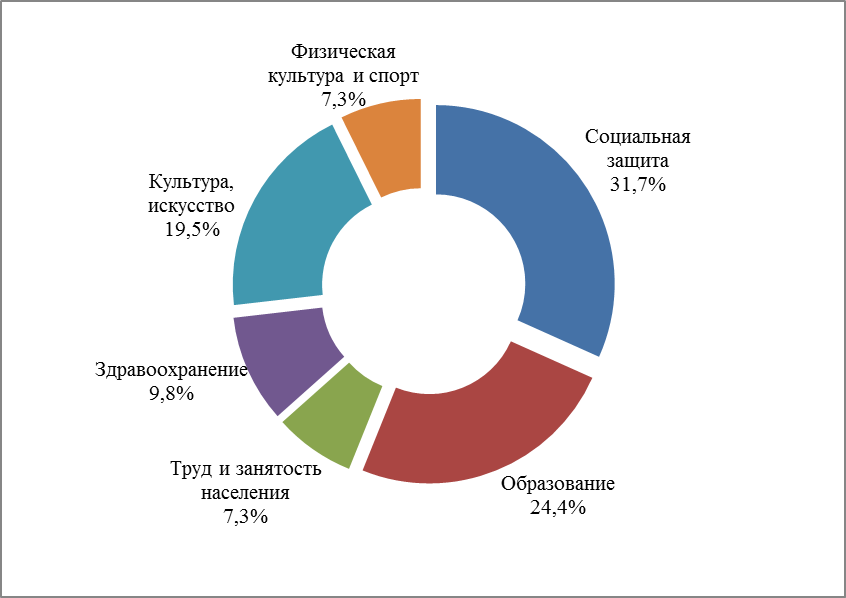 Физическая
культура и спорт
7,3%
Социальная
защита
31,7%
Культура,
искусство
19,5%
Здравоохранение
9,8%
Труд и занятость
населения
7,3%
Образование
24,4%